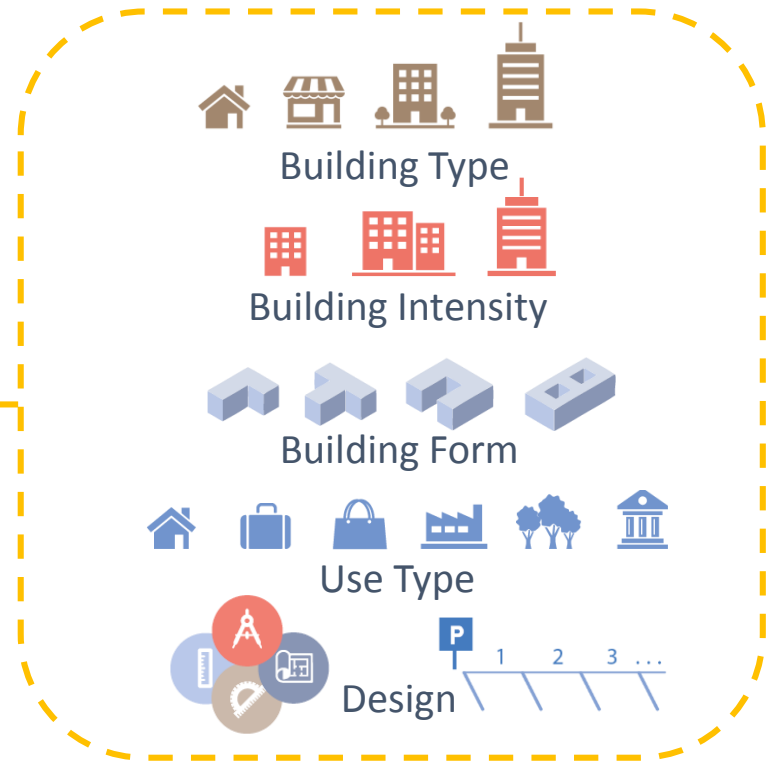 Building Type
Building Intensity
Building Form
Use Type
P
1 2 3 ...
Design